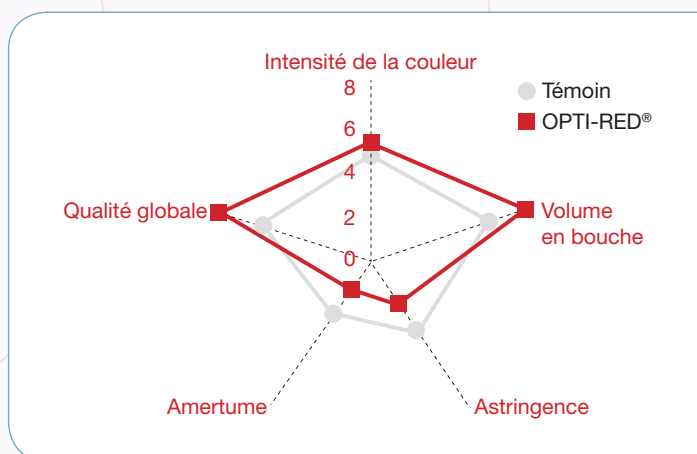 Intensité de la couleur
8
6
4
2
0
Témoin
OPTI-RED®
Qualité globale
Volume
en bouche
Amertume
Astringence